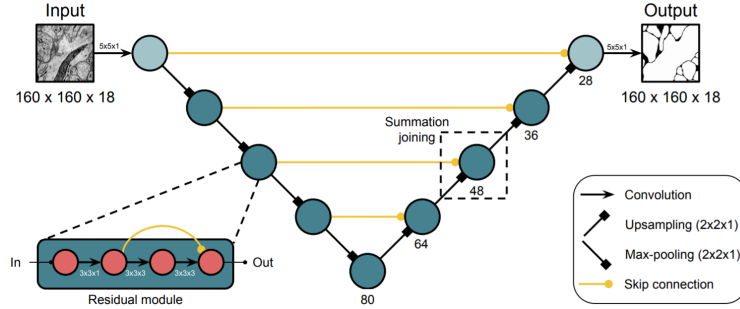 Input
Output
5x5x1
5x5x1
28
160 x 160 x 18
160 x 160 x 18
36
Summation
joining
48
Convolution
Upsampling (2x2x1)
64
Max-pooling (2x2x1)
In
3x3x1
3x3x3
3x3x3
Out
Skip connection
Residual module
80